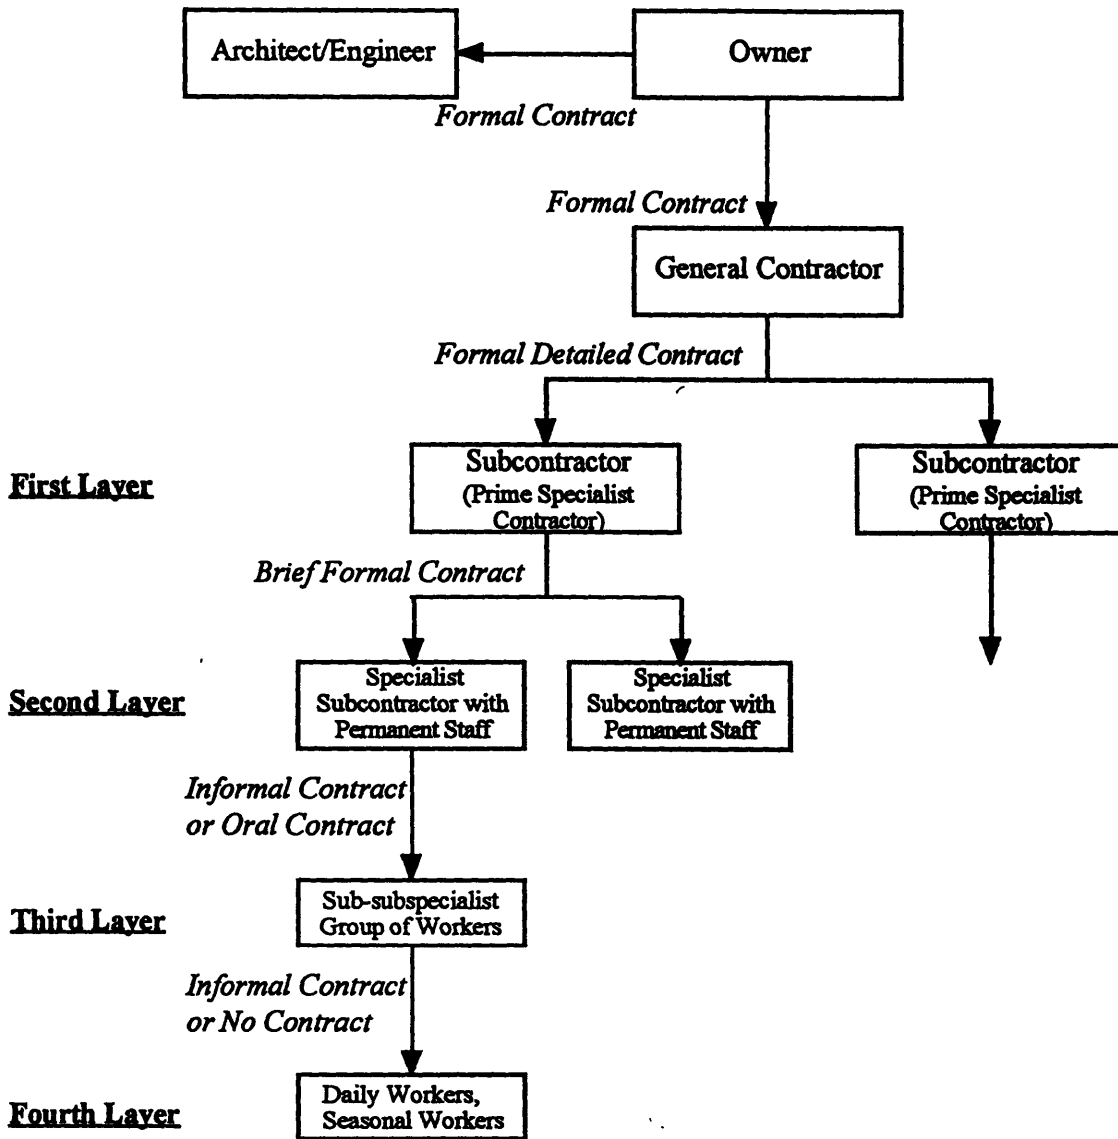 Architect/Engineer
Owner
Formal Contract
Formal Contract
General Contractor
Formal Detailed Contract
First Layer
Subcontractor
(Prime Specialist
Contractor)
Subcontractor
(Prime Specialist
Contractor)
Brief Formal Contract
Second Layer
Specialist
Subcontractor with
Permanent Staff
Specialist
Subcontractor with
Permanent Staff
Informal Contract
or Oral Contract
Third Layer
Sub-subspecialist
Group of Workers
Informal Contract
or No Contract
Fourth Layer
Daily Workers,
Seasonal Workers